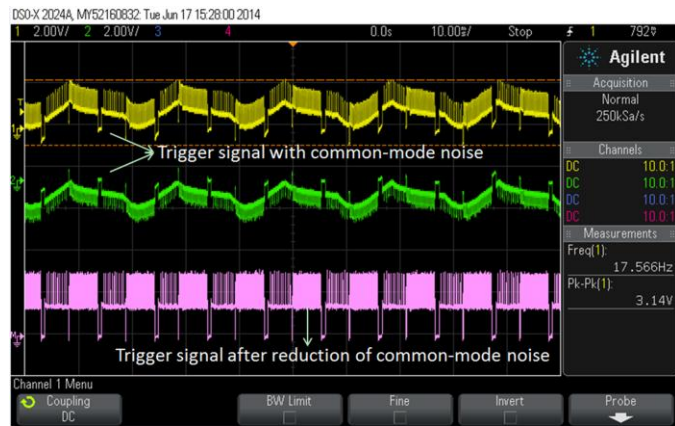 DSO-X 2024A, MY52160832: Tue Jun 17 15:28:00 2014
1 2.00V/ 2 2.00V/ 3 4 0.0s 10.00s/ Stop 1 792
Agilent
Acquisition
Normal
250kSa/s
Channels
DC 10.0:1
DC 10.0:1
DC 10.0:1
DC 10.0:1
Measurements
Freq(1):
17.566Hz
Pk-Pk(1):
3.14V
T
1
Trigger signal with common-mode noise
2
M
Trigger signal after reduction of common-mode noise
Channel 1 Menu
Coupling
DC
BW Limit
Fine
Invert
Probe